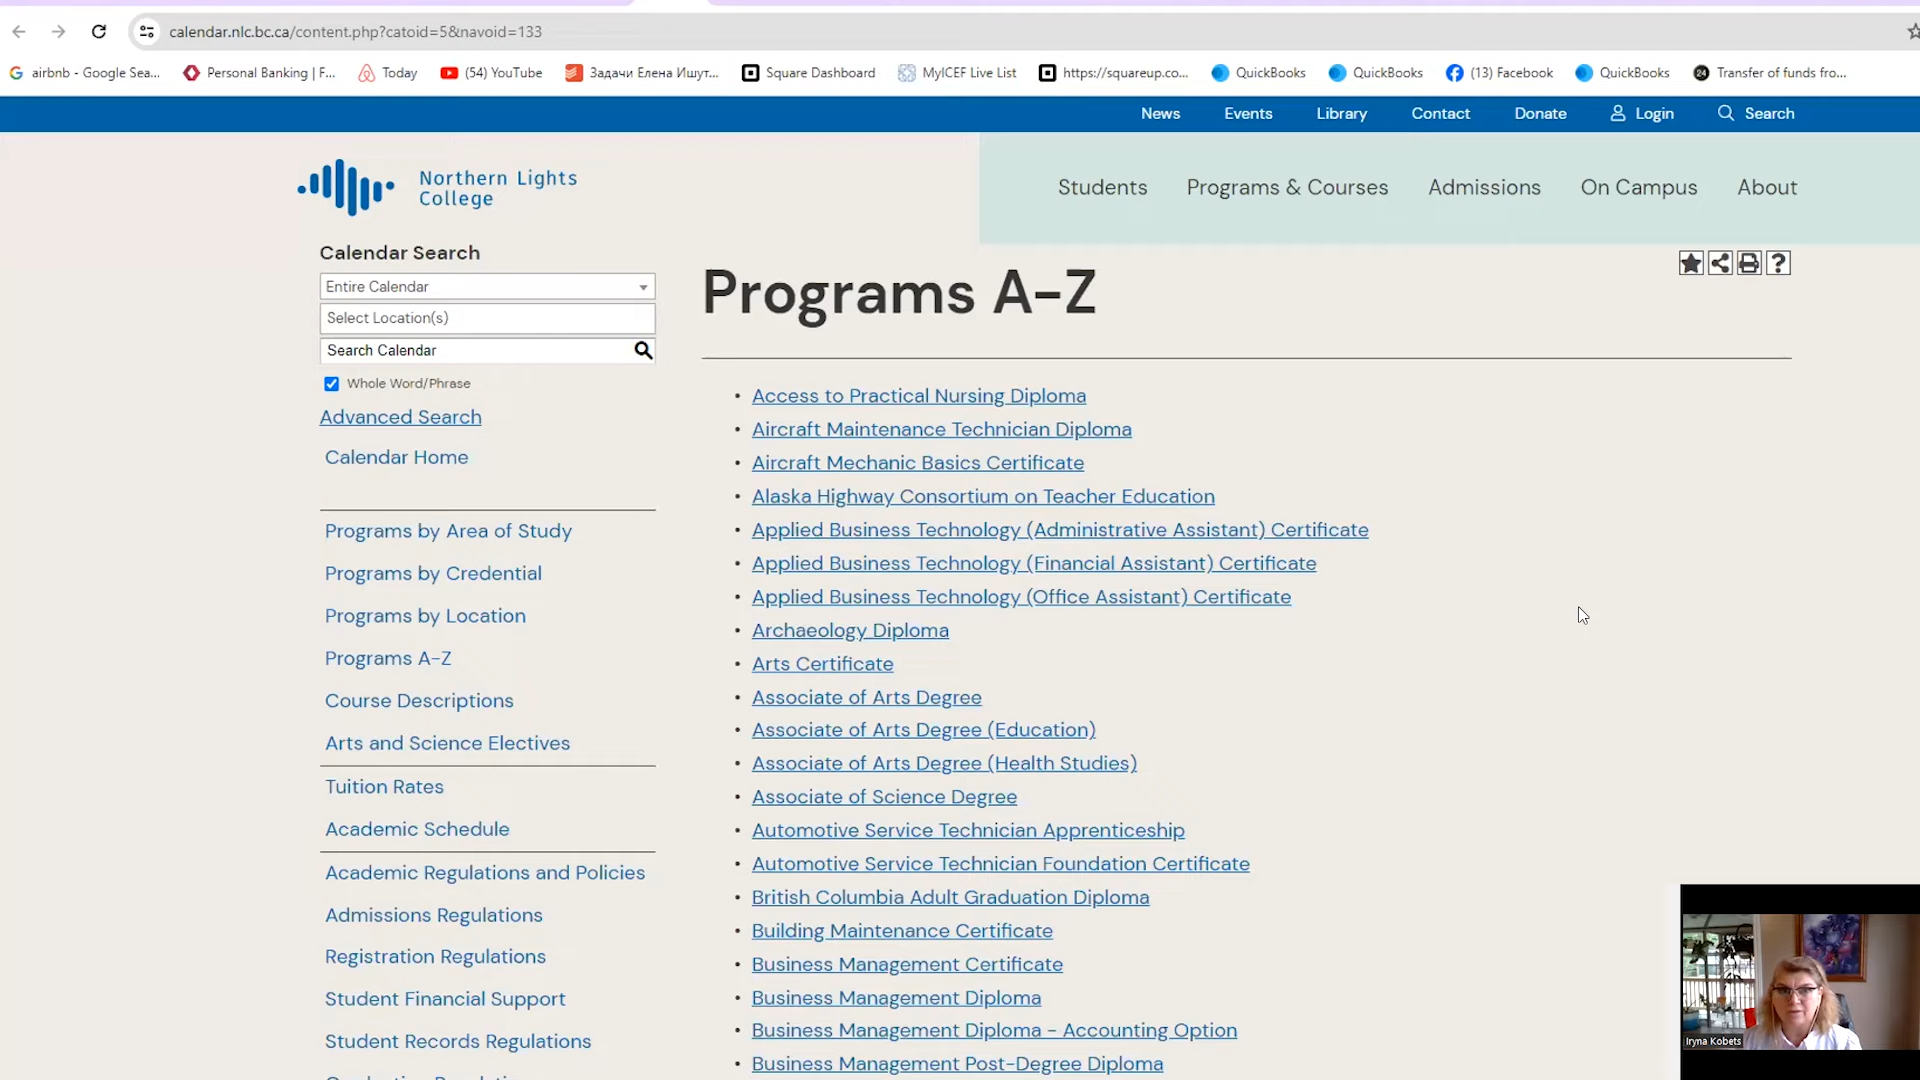 calendar.nlc.bc.ca/content.php?catoid=5&navoid=133
airbnb - Google Sea...
Personal Banking | F...
Today
(54) YouTube
Задачи Елена Ишут...
Square Dashboard
MyICEF Live List
https://squareup.co...
QuickBooks
QuickBooks
(13) Facebook
QuickBooks
24
Transfer of funds fro...
News
Events
Library
Contact
Donate
Login
Search
Northern Lights
College
Students
Programs & Courses
Admissions
On Campus
About
Calendar Search
Entire Calendar
Select Location(s)
Search Calendar
Whole Word/Phrase
Advanced Search
Calendar Home
Programs by Area of Study
Programs by Credential
Programs by Location
Programs A-Z
Course Descriptions
Arts and Science Electives
Tuition Rates
Academic Schedule
Academic Regulations and Policies
Admissions Regulations
Registration Regulations
Student Financial Support
Student Records Regulations
Programs A-Z
?
• Access to Practical Nursing Diploma
• Aircraft Maintenance Technician Diploma
• Aircraft Mechanic Basics Certificate
• Alaska Highway Consortium on Teacher Education
• Applied Business Technology (Administrative Assistant) Certificate
• Applied Business Technology (Financial Assistant) Certificate
• Applied Business Technology (Office Assistant) Certificate
• Archaeology Diploma
• Arts Certificate
• Associate of Arts Degree
• Associate of Arts Degree (Education)
• Associate of Arts Degree (Health Studies)
• Associate of Science Degree
• Automotive Service Technician Apprenticeship
• Automotive Service Technician Foundation Certificate
• British Columbia Adult Graduation Diploma
• Building Maintenance Certificate
• Business Management Certificate
• Business Management Diploma
• Business Management Diploma - Accounting Option
• Business Management Post-Degree Diploma
Iryna Kobets